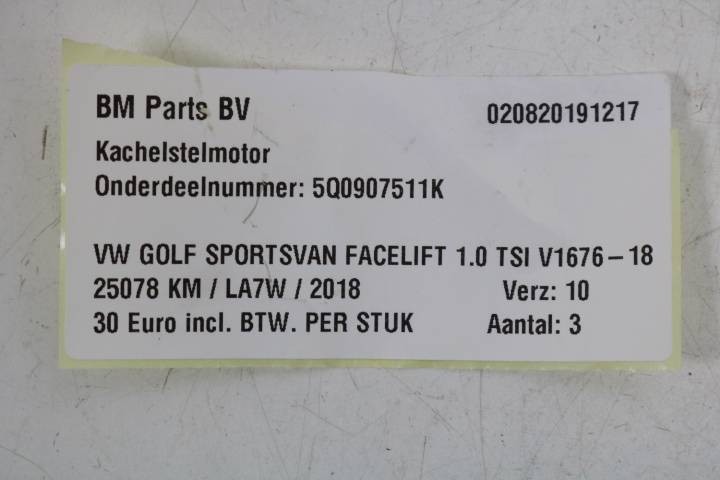 BM Parts BV 020820191217
Kachelstelmotor
Onderdeelnummer: 5Q0907511K
VW GOLF SPORTSVAN FACELIFT 1.0 TSI V1676-18
25078 KM / LA7W / 2018 Verz: 10
30 Euro incl. BTW. PER STUK Aantal: 3